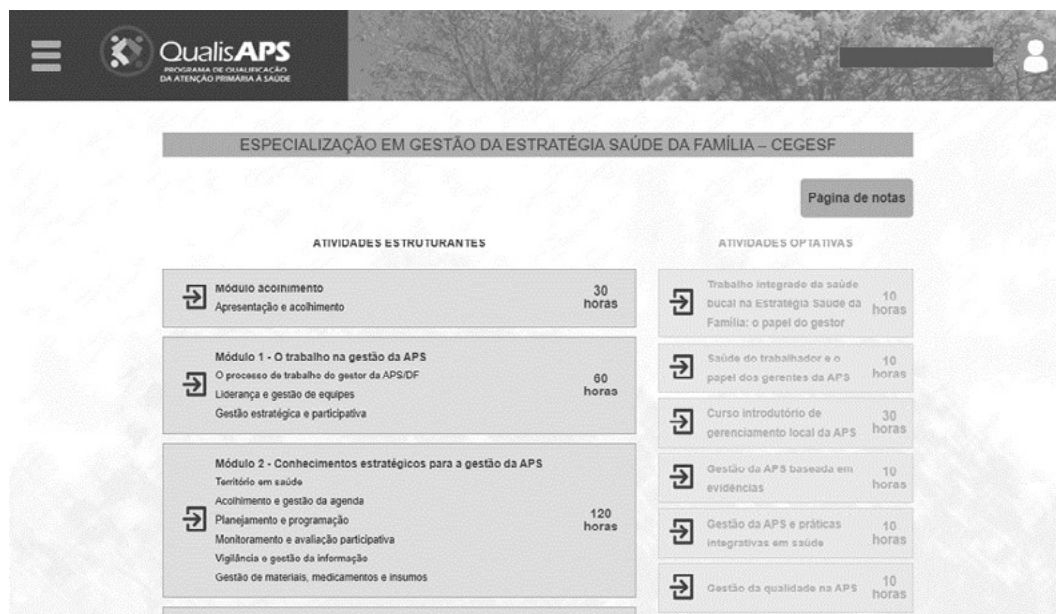 QualisAPS
PROGRAMA DE QUALIFICAÇÃO
DA ATENÇÃO PRIMÁRIA À SAÚDE
ESPECIALIZAÇÃO EM GESTÃO DA ESTRATÉGIA SAÚDE DA FAMÍLIA – CEGESF
Página de notas
ATIVIDADES ESTRUTURANTES
Módulo acolhimento
Apresentação e acolhimento
30
horas
Módulo 1 - O trabalho na gestão da APS
O processo de trabalho do gestor da APS/DF
Liderança e gestão de equipes
Gestão estratégica e participativa
60
horas
Módulo 2 - Conhecimentos estratégicos para a gestão da APS
Território em saúde
Acolhimento e gestão da agenda
Planejamento e programação
Monitoramento e avaliação participativa
Vigilância e gestão da informação
Gestão de materiais, medicamentos e insumos
120
horas
ATIVIDADES OPTATIVAS
Trabalho integrado da saúde
bucal na Estratégia Saúde da
Família: o papel do gestor
10
horas
Saúde do trabalhador e o
papel dos gerentes da APS
10
horas
Curso introdutório de
gerenciamento local da APS
30
horas
Gestão da APS baseada em
evidências
10
horas
Gestão da APS e práticas
integrativas em saúde
10
horas
Gestão da qualidade na APS
10
horas